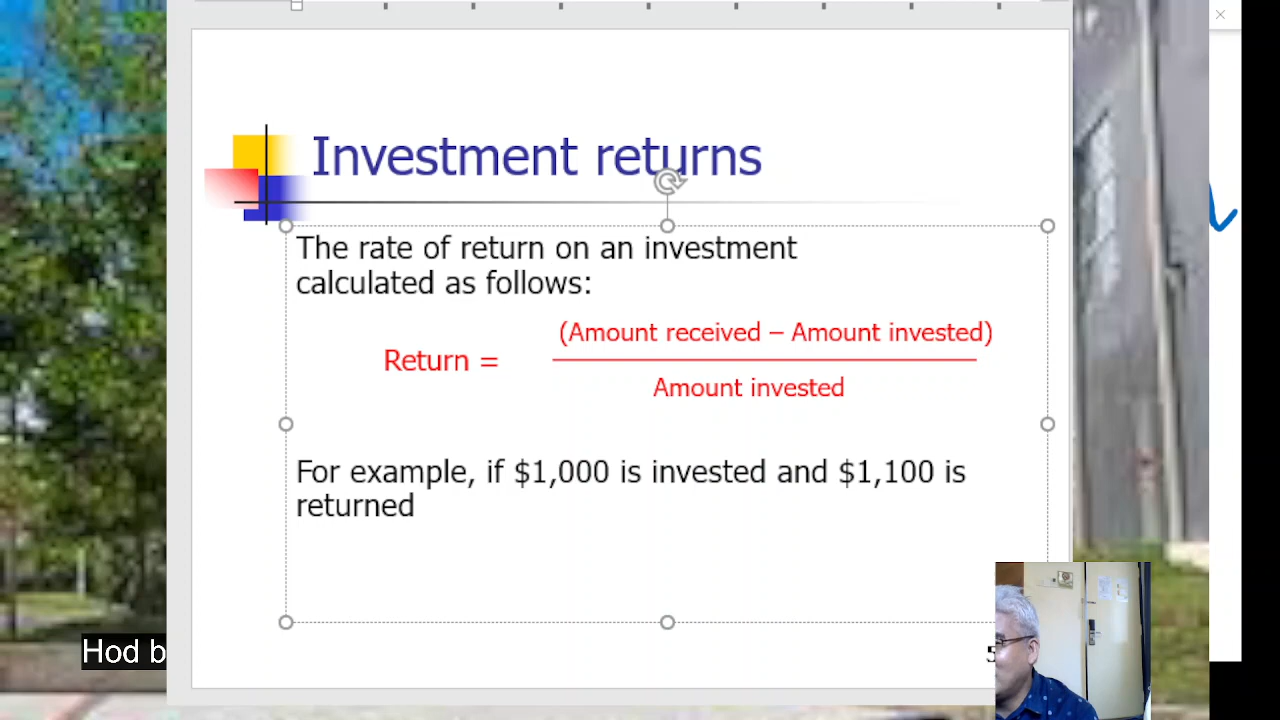 Investment returns
The rate of return on an investment
calculated as follows:
(Amount received – Amount invested)
Return =
Amount invested
For example, if $1,000 is invested and $1,100 is
returned
5
Hod b